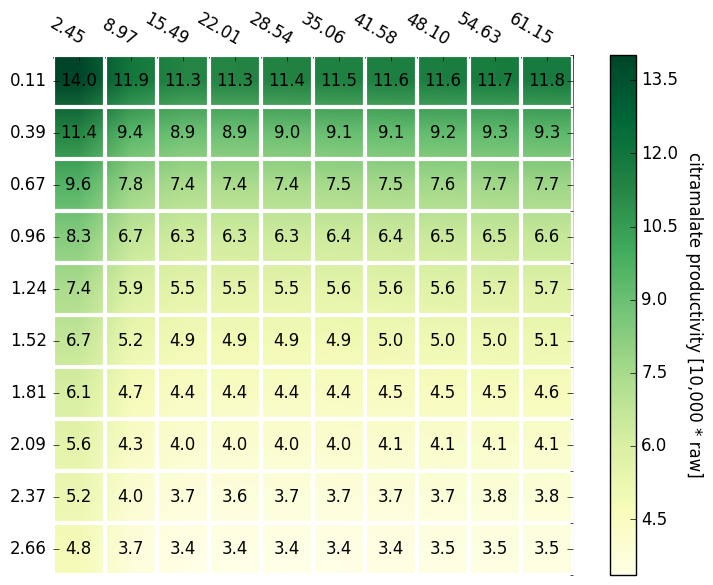 2.45 8.97 15.49 22.01 28.54 35.06 41.58 48.10 54.63 61.15
0.11 14.0 11.9 11.3 11.3 11.4 11.5 11.6 11.6 11.7 11.8
0.39 11.4 9.4 8.9 8.9 9.0 9.1 9.1 9.2 9.3 9.3
0.67 9.6 7.8 7.4 7.4 7.4 7.5 7.5 7.6 7.7 7.7
0.96 8.3 6.7 6.3 6.3 6.3 6.4 6.4 6.5 6.5 6.6
1.24 7.4 5.9 5.5 5.5 5.5 5.6 5.6 5.6 5.7 5.7
1.52 6.7 5.2 4.9 4.9 4.9 4.9 5.0 5.0 5.0 5.1
1.81 6.1 4.7 4.4 4.4 4.4 4.4 4.5 4.5 4.5 4.6
2.09 5.6 4.3 4.0 4.0 4.0 4.0 4.1 4.1 4.1 4.1
2.37 5.2 4.0 3.7 3.6 3.7 3.7 3.7 3.7 3.8 3.8
2.66 4.8 3.7 3.4 3.4 3.4 3.4 3.4 3.5 3.5 3.5
13.5
12.0
10.5
9.0
7.5
6.0
4.5
citramalate productivity [10,000 * raw]